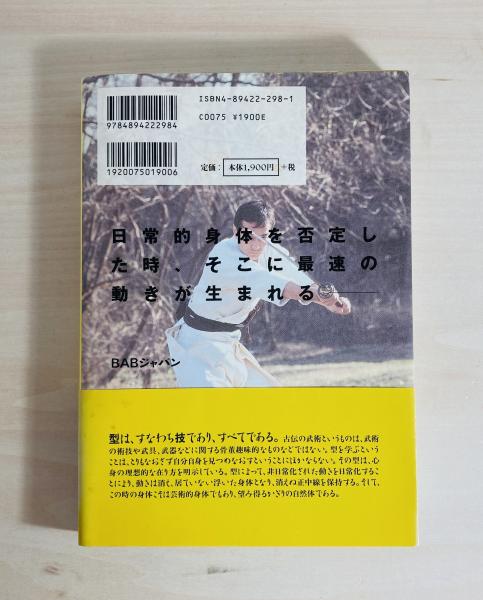 ISBN4-89422-298-1
C0075 ¥1900E
9784894222984
定価： 本体1,900円 +税
1920075019006
日常的身体を否定し
た時、そこに最速の
動きが生まれる――
BABジャパン
型は、すなわち技であり、すべてである。古伝の武術というものは、武術
の術技や武具、武器などに関する骨董趣味的なものなどではない。型を学ぶという
ことは、とりもなおさず自分自身を見つめなおすということにほかならない。その型は、心
身の理想的な在り方を明示している。型によって、非日常化された動きを日常化するこ
とにより、動きは消え、居ていない浮いた身体となり、消えぬ正中線を保持する。そして、
この時の身体こそは芸術的身体でもあり、望み得るかぎりの自然体である。